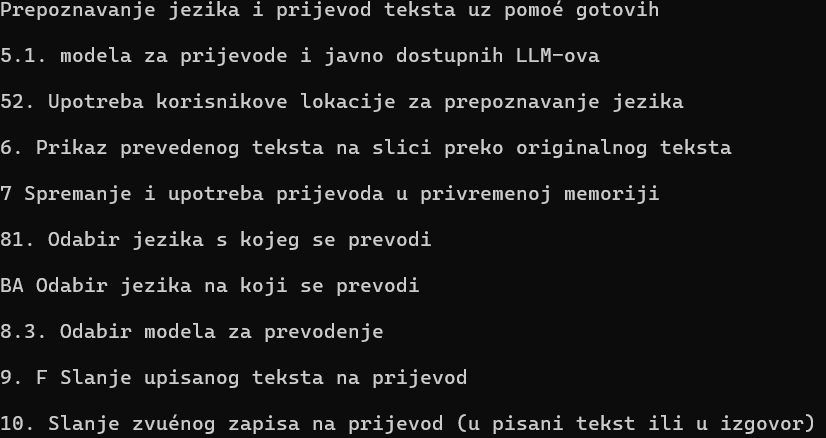 Prepoznavanje jezika i prijevod teksta uz pomoé gotovih
5.1. modela za prijevode i javno dostupnih LLM-ova
52. Upotreba korisnikove lokacije za prepoznavanje jezika
6. Prikaz prevedenog teksta na slici preko originalnog teksta
7 Spremanje i upotreba prijevoda u privremenoj memoriji
81. Odabir jezika s kojeg se prevodi
BA Odabir jezika na koji se prevodi
8.3. Odabir modela za prevodenje
9. F Slanje upisanog teksta na prijevod
10. Slanje zvuénog zapisa na prijevod (u pisani tekst ili u izgovor)